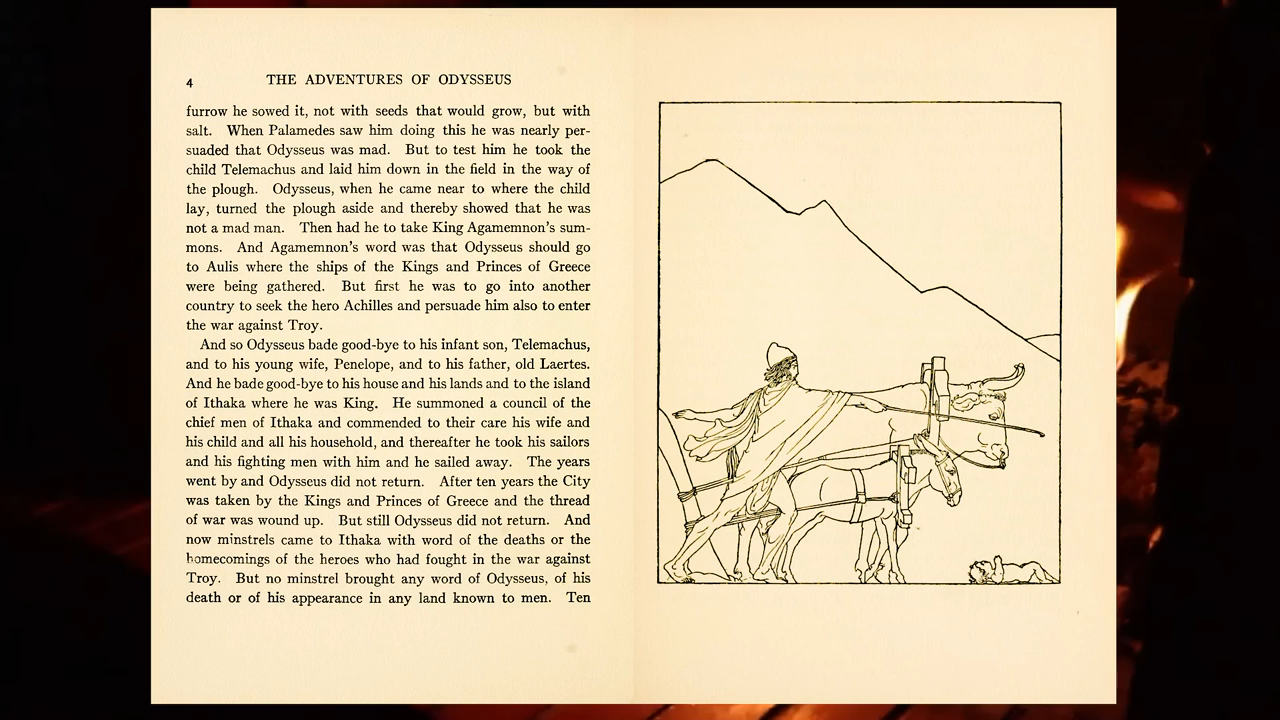 4 THE ADVENTURES OF ODYSSEUS
furrow he sowed it, not with seeds that would grow, but with
salt. When Palamedes saw him doing this he was nearly per-
suaded that Odysseus was mad. But to test him he took the
child Telemachus and laid him down in the field in the way of
the plough. Odysseus, when he came near to where the child
lay, turned the plough aside and thereby showed that he was
not a mad man. Then had he to take King Agamemnon's sum-
mons. And Agamemnon's word was that Odysseus should go
to Aulis where the ships of the Kings and Princes of Greece
were being gathered. But first he was to go into another
country to seek the hero Achilles and persuade him also to enter
the war against Troy.
And so Odysseus bade good-bye to his infant son, Telemachus,
and to his young wife, Penelope, and to his father, old Laertes.
And he bade good-bye to his house and his lands and to the island
of Ithaka where he was King. He summoned a council of the
chief men of Ithaka and commended to their care his wife and
his child and all his household, and thereafter he took his sailors
and his fighting men with him and he sailed away. The years
went by and Odysseus did not return. After ten years the City
was taken by the Kings and Princes of Greece and the thread
of war was wound up. But still Odysseus did not return. And
now minstrels came to Ithaka with word of the deaths or the
homecomings of the heroes who had fought in the war against
Troy. But no minstrel brought any word of Odysseus, of his
death or of his appearance in any land known to men. Ten